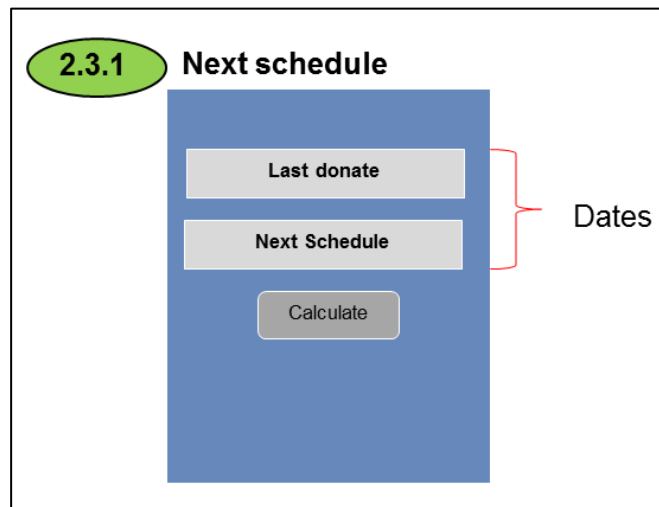 2.3.1 Next schedule
Last donate
Next Schedule
Dates
Calculate